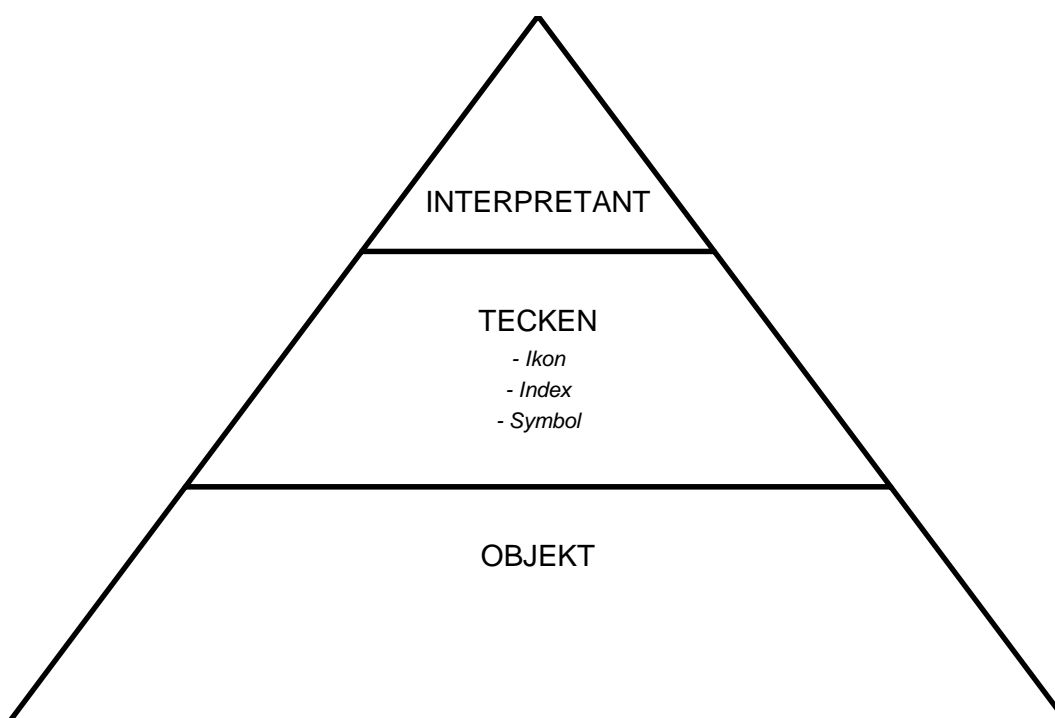 INTERPRETANT
TECKEN
- Ikon
- Index
- Symbol
OBJEKT